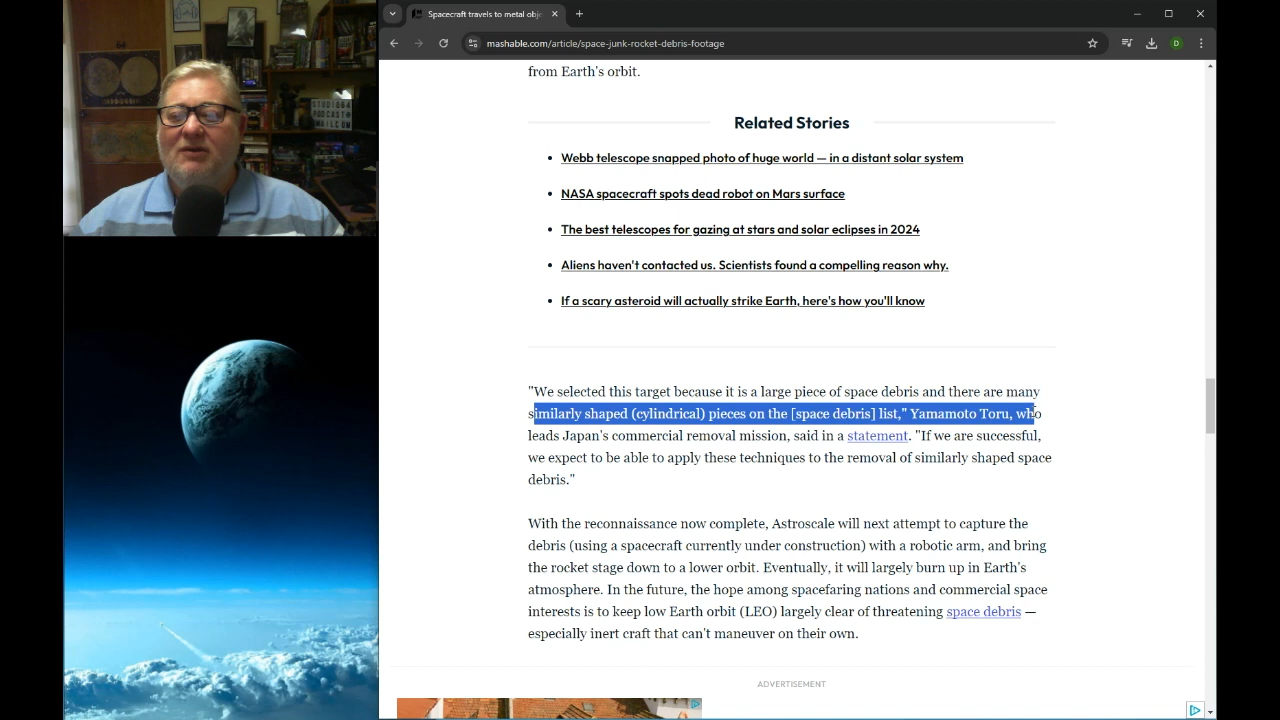 Spacecraft travels to metal obje
mashable.com/article/space-junk-rocket-debris-footage
D
STUDIO64
PODCAST@
MAILCOM
from Earth's orbit.
Related Stories
Webb telescope snapped photo of huge world — in a distant solar system
NASA spacecraft spots dead robot on Mars surface
The best telescopes for gazing at stars and solar eclipses in 2024
Aliens haven't contacted us. Scientists found a compelling reason why.
If a scary asteroid will actually strike Earth, here's how you'll know
"We selected this target because it is a large piece of space debris and there are many
similarly shaped (cylindrical) pieces on the [space debris] list," Yamamoto Toru, who
leads Japan's commercial removal mission, said in a statement. "If we are successful,
we expect to be able to apply these techniques to the removal of similarly shaped space
debris."
With the reconnaissance now complete, Astroscale will next attempt to capture the
debris (using a spacecraft currently under construction) with a robotic arm, and bring
the rocket stage down to a lower orbit. Eventually, it will largely burn up in Earth's
atmosphere. In the future, the hope among spacefaring nations and commercial space
interests is to keep low Earth orbit (LEO) largely clear of threatening space debris —
especially inert craft that can't maneuver on their own.
ADVERTISEMENT